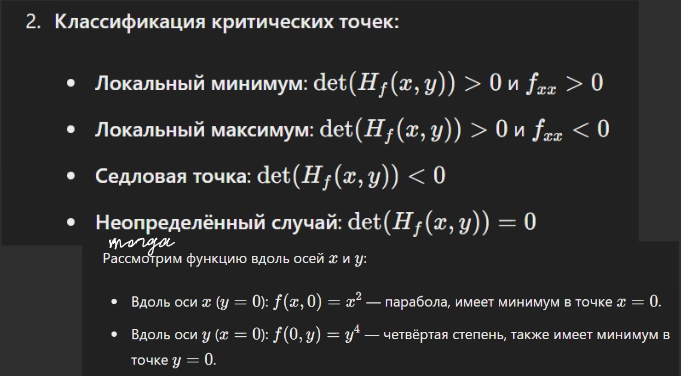 2. Классификация критических точек:
• Локальный минимум: det(H_f(x, y)) > 0 и f_{xx} > 0
• Локальный максимум: det(H_f(x, y)) > 0 и f_{xx} < 0
• Седловая точка: det(H_f(x, y)) < 0
• Неопределённый случай: det(H_f(x, y)) = 0
тогда
Рассмотрим функцию вдоль осей x и y:
• Вдоль оси x (y = 0): f(x, 0) = x² — парабола, имеет минимум в точке x = 0.
• Вдоль оси y (x = 0): f(0, y) = y⁴ — четвёртая степень, также имеет минимум в
точке y = 0.